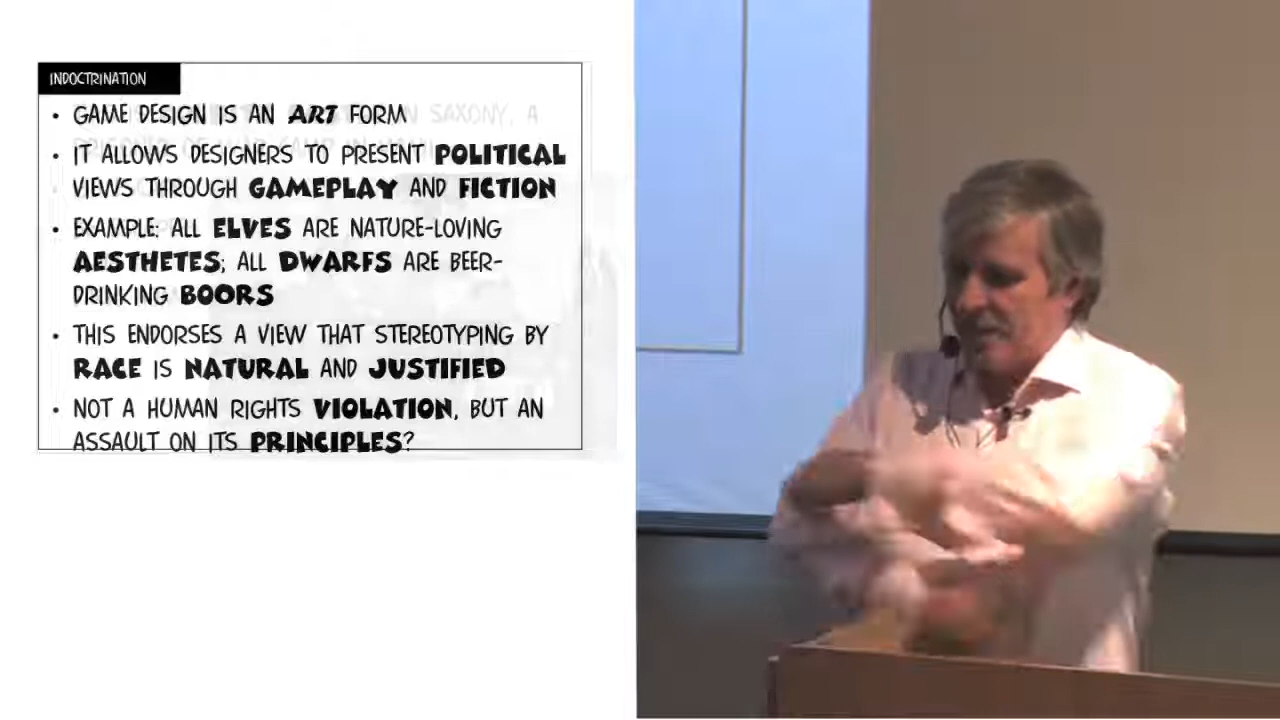 INDOCTRINATION
• GAME DESIGN IS AN ART FORM
• IT ALLOWS DESIGNERS TO PRESENT POLITICAL
VIEWS THROUGH GAMEPLAY AND FICTION
• EXAMPLE: ALL ELVES ARE NATURE-LOVING
AESTHETES; ALL DWARFS ARE BEER-
DRINKING BOORS
• THIS ENDORSES A VIEW THAT STEREOTYPING BY
RACE IS NATURAL AND JUSTIFIED
• NOT A HUMAN RIGHTS VIOLATION, BUT AN
ASSAULT ON ITS PRINCIPLES?